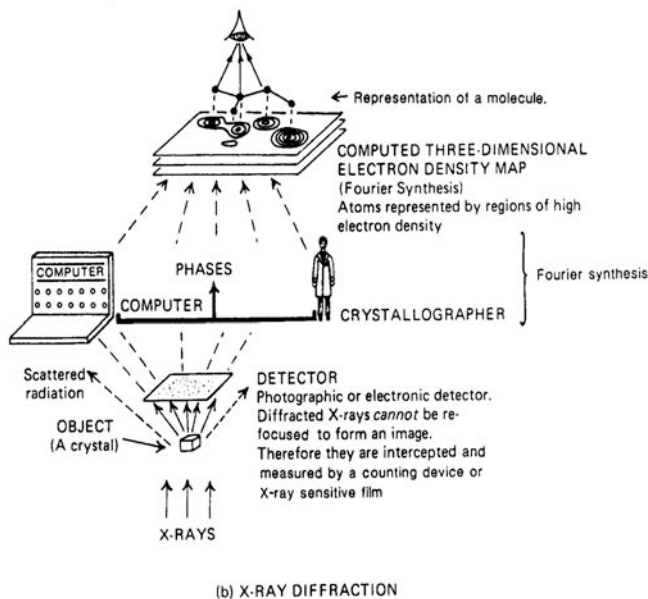 Representation of a molecule.
COMPUTED THREE-DIMENSIONAL
ELECTRON DENSITY MAP
(Fourier Synthesis)
Atoms represented by regions of high
electron density
COMPUTER
PHASES
COMPUTER
CRYSTALLOGRAPHER
Fourier synthesis
Scattered
radiation
OBJECT
(A crystal)
DETECTOR
Photographic or electronic detector.
Diffracted X-rays cannot be re-
focused to form an image.
Therefore they are intercepted and
measured by a counting device or
X-ray sensitive film
X-RAYS
(b) X-RAY DIFFRACTION